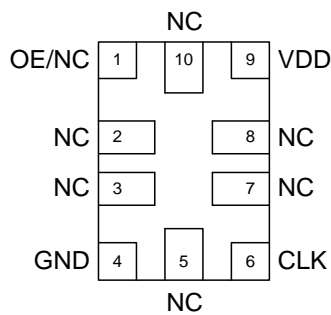 NC
OE/NC 1 10 9 VDD
NC 2 8 NC
NC 3 7 NC
GND 4 5 6 CLK
NC